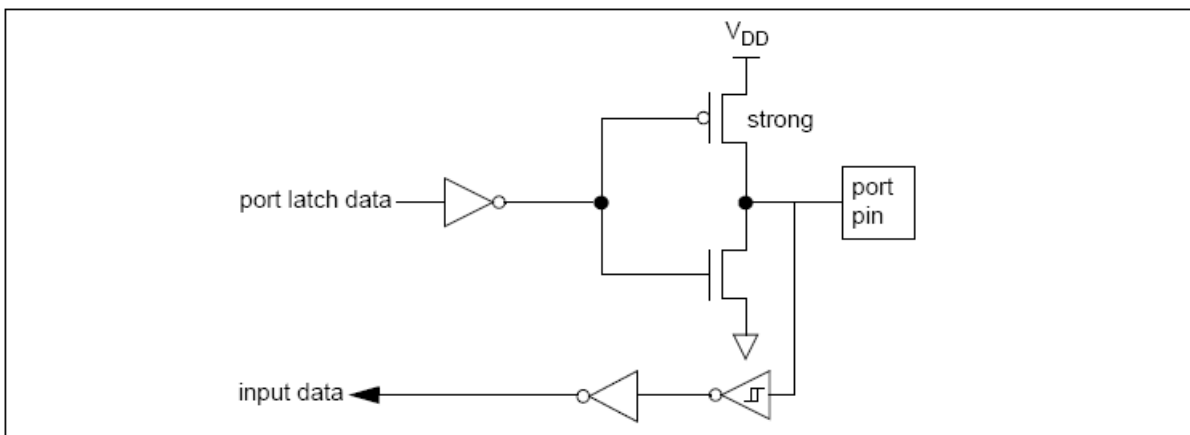 VDD
strong
port latch data
port
pin
input data